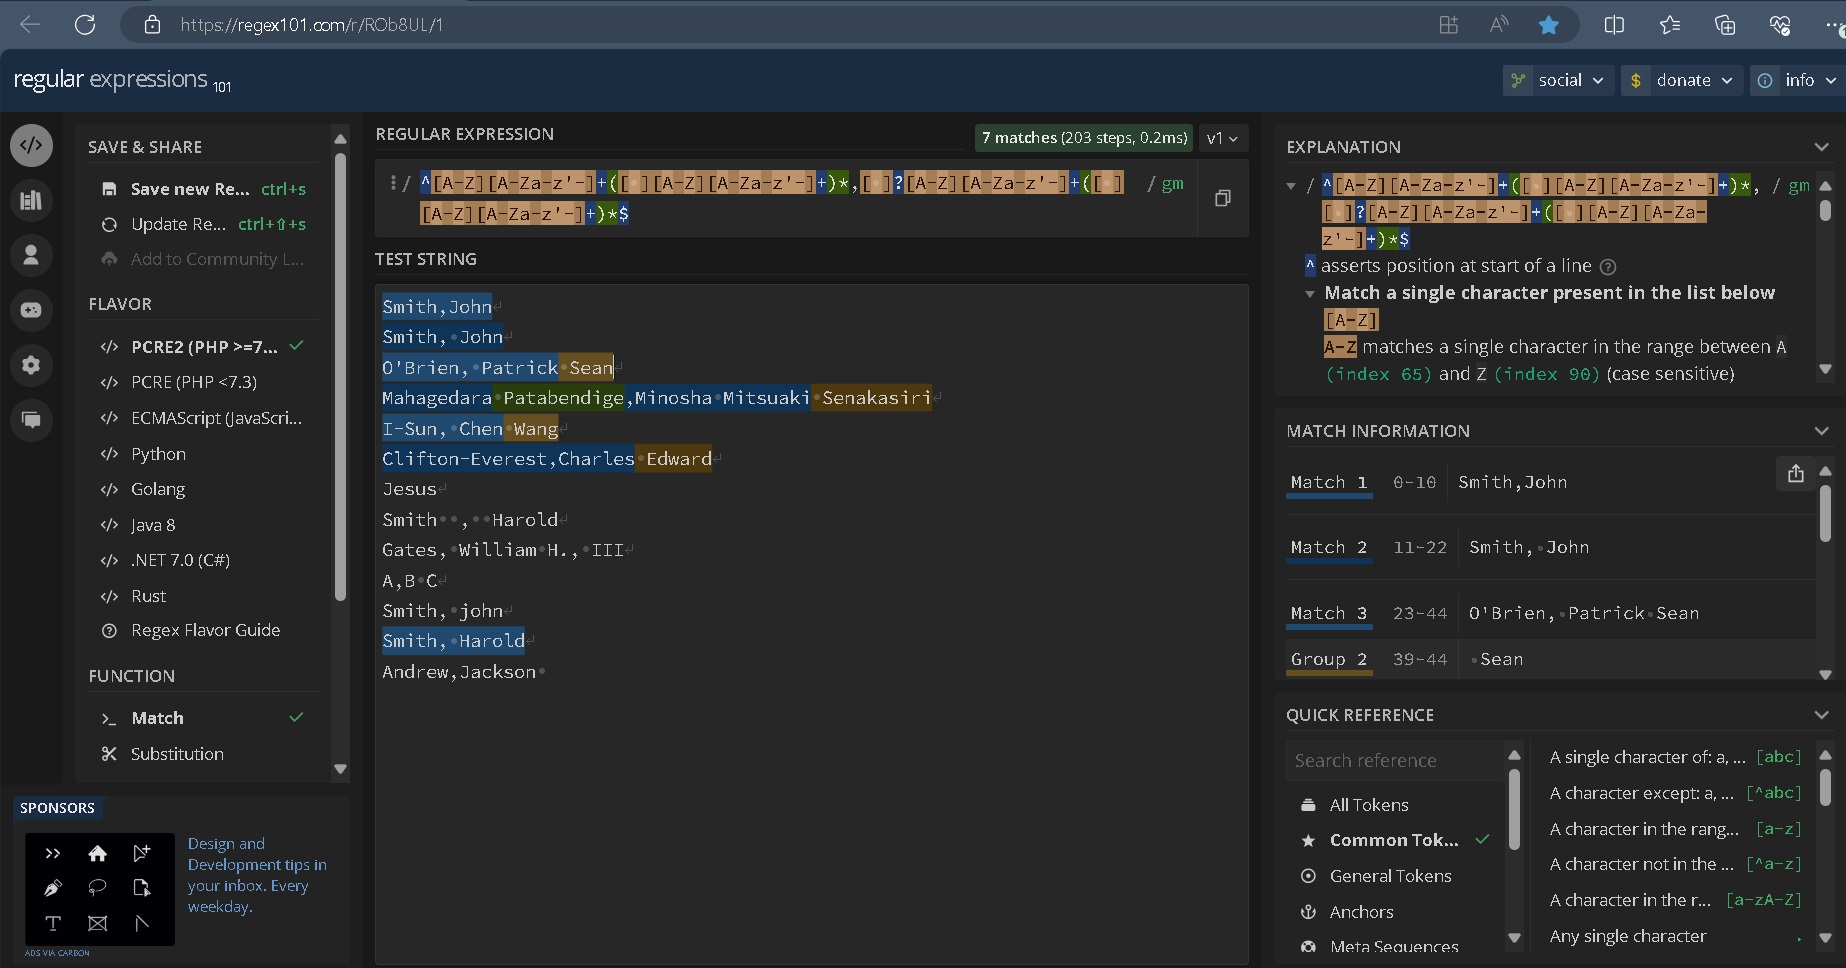 https://regex101.com/r/ROb8UL/1
regular expressions 101
social
donate
info
SAVE & SHARE
Save new Re... ctrl+s
Update Re... ctrl+⇧+s
Add to Community L...
FLAVOR
PCRE2 (PHP >=7...
PCRE (PHP <7.3)
ECMAScript (JavaScri...
Python
Golang
Java 8
.NET 7.0 (C#)
Rust
Regex Flavor Guide
FUNCTION
Match
Substitution
SPONSORS
Design and
Development tips in
your inbox. Every
weekday.
ADS VIA CARBON
REGULAR EXPRESSION
7 matches (203 steps, 0.2ms)
v1
/ ^[A-Z][A-Za-z'-]+([ ][A-Z][A-Za-z'-]+)*,[ ]?[A-Z][A-Za-z'-]+([ ] / gm
[A-Z][A-Za-z'-]+)*$
TEST STRING
Smith,John
Smith, John
O'Brien, Patrick Sean
Mahagedara Patabendige,Minosha Mitsuaki Senakasiri
I-Sun, Chen Wang
Clifton-Everest,Charles Edward
Jesus
Smith  ,  Harold
Gates, William H., III
A,B C
Smith, john
Smith, Harold
Andrew,Jackson
EXPLANATION
/ ^[A-Z][A-Za-z'-]+([ ][A-Z][A-Za-z'-]+)*, / gm
[ ]?[A-Z][A-Za-z'-]+([ ][A-Z][A-Za-
z'-]+)*$
^ asserts position at start of a line
Match a single character present in the list below
[A-Z]
A-Z matches a single character in the range between A
(index 65) and Z (index 90) (case sensitive)
MATCH INFORMATION
Match 1 0-10 Smith,John
Match 2 11-22 Smith, John
Match 3 23-44 O'Brien, Patrick Sean
Group 2 39-44 Sean
QUICK REFERENCE
Search reference
All Tokens
Common Tok...
General Tokens
Anchors
Meta Sequences
A single character of: a, ... [abc]
A character except: a, ... [^abc]
A character in the rang... [a-z]
A character not in the ... [^a-z]
A character in the r... [a-zA-Z]
Any single character .